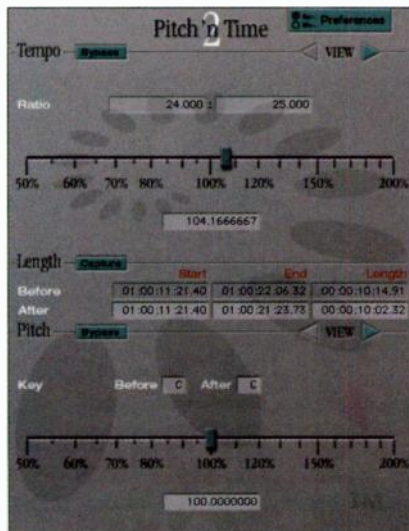 Pitch 'n Time 2
Preferences
Tempo Bypass VIEW
Ratio 24.000 : 25.000
50% 60% 70% 80% 100% 120% 150% 200%
104.1666667
Length Capture
Start End Length
Before 01:00:11:21.40 01:00:22:06.32 00:00:10:14.91
After 01:00:11:21.40 01:00:21:23.73 00:00:10:02.32
Pitch Bypass VIEW
Key Before C After C
50% 60% 70% 80% 100% 120% 150% 200%
100.0000000